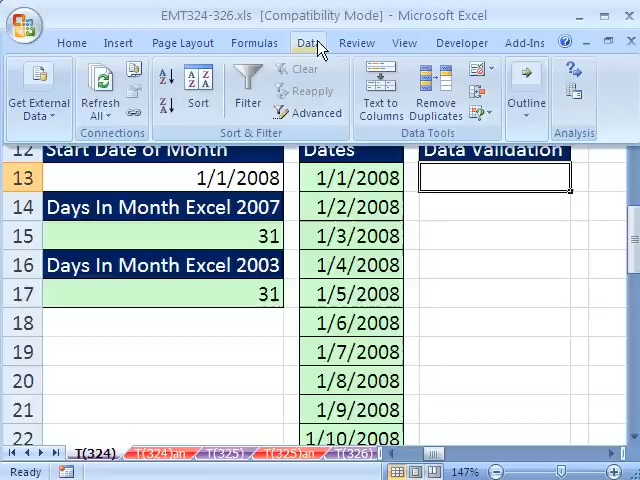 EMT324-326.xls [Compatibility Mode] - Microsoft Excel
Home Insert Page Layout Formulas Data Review View Developer Add-Ins
Get External Data
Refresh All
Sort
Filter
Clear
Reapply
Advanced
Text to Columns
Remove Duplicates
Outline
Connections Sort & Filter Data Tools Analysis
12 Start Date of Month Dates Data Validation
13 1/1/2008 1/1/2008
14 Days In Month Excel 2007 1/2/2008
15 31 1/3/2008
16 Days In Month Excel 2003 1/4/2008
17 31 1/5/2008
18 1/6/2008
19 1/7/2008
20 1/8/2008
21 1/9/2008
22 1/10/2008
T(324) T(324)an T(325) T(325)an T(326
Ready 147%